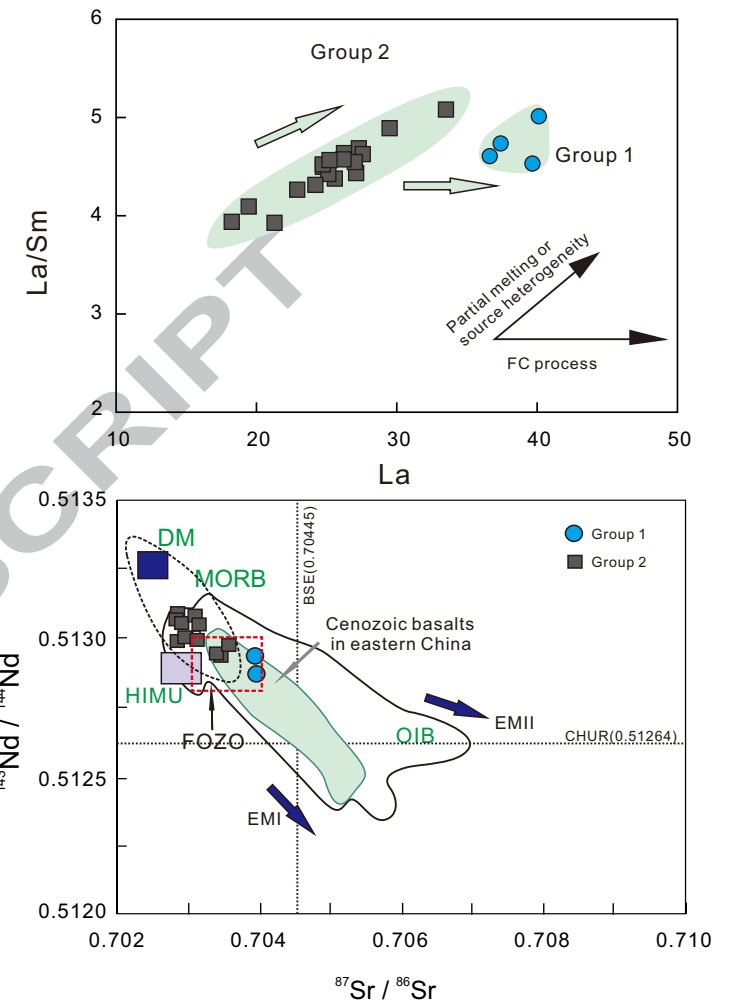 6
Group 2
5
Group 1
4
La/Sm
Partial melting or
source heterogeneity
3
FC process
2
10
20
30
40
50
La
CRIPT
0.5135
DM
BSE(0.70445)
Group 1
Group 2
MORB
Cenozoic basalts
in eastern China
0.5130
HIMU
FOZO
EMII
OIB
CHUR(0.51264)
143Nd / 144Nd
0.5125
EMI
0.5120
0.702
0.704
0.706
0.708
0.710
87Sr / 86Sr